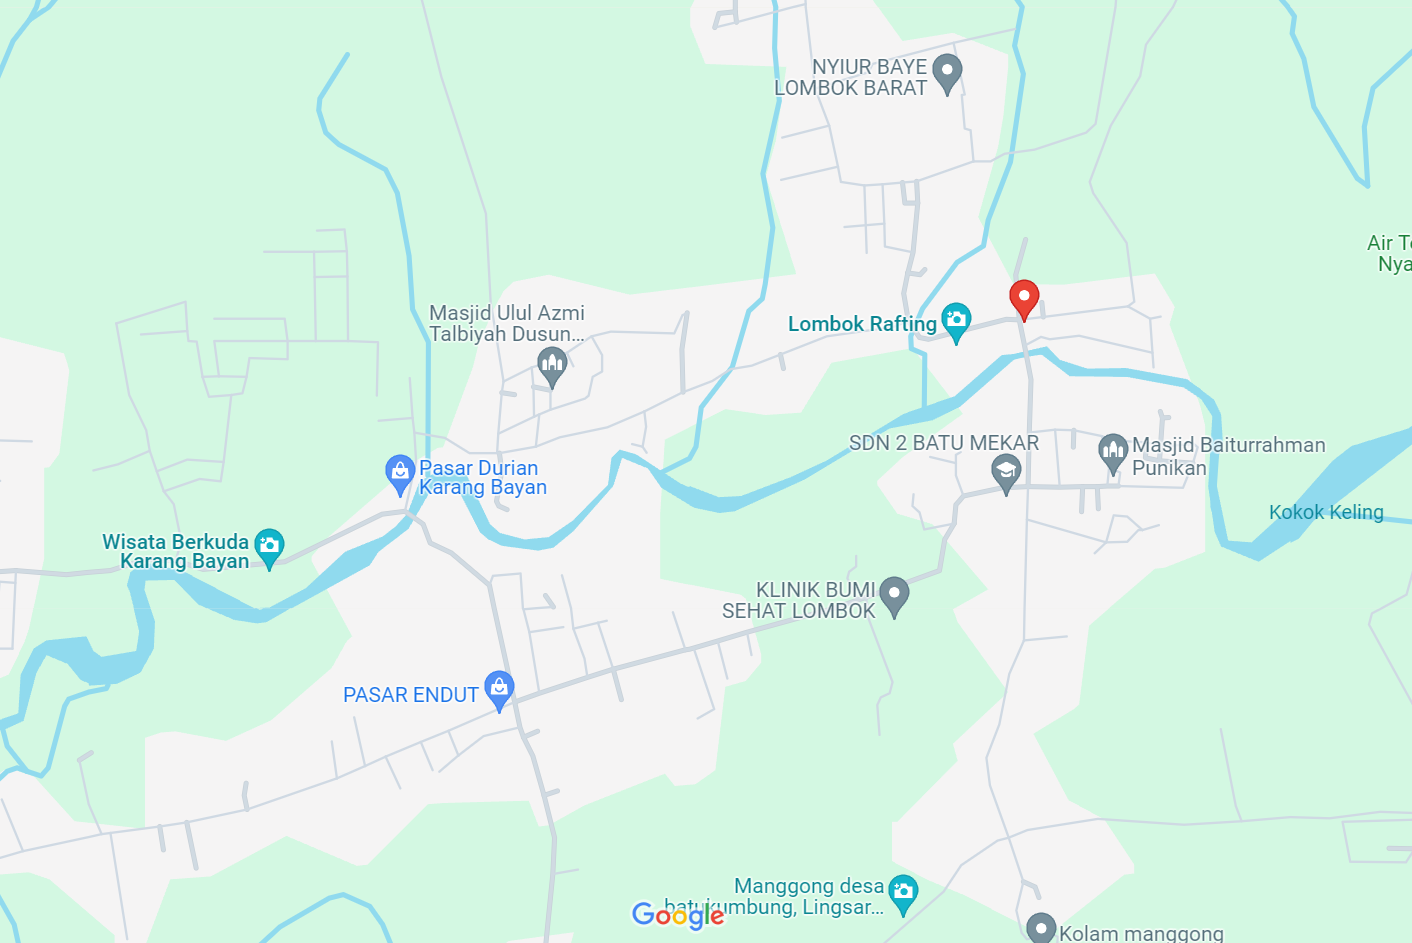 NYIUR BAYE
LOMBOK BARAT
Air T
Nya
Masjid Ulul Azmi
Talbiyah Dusun...
Lombok Rafting
SDN 2 BATU MEKAR
Masjid Baiturrahman
Punikan
Pasar Durian
Karang Bayan
Kokok Keling
Wisata Berkuda
Karang Bayan
KLINIK BUMI
SEHAT LOMBOK
PASAR ENDUT
Manggong desa
batukumbung, Lingsar...
Google
Kolam manggong